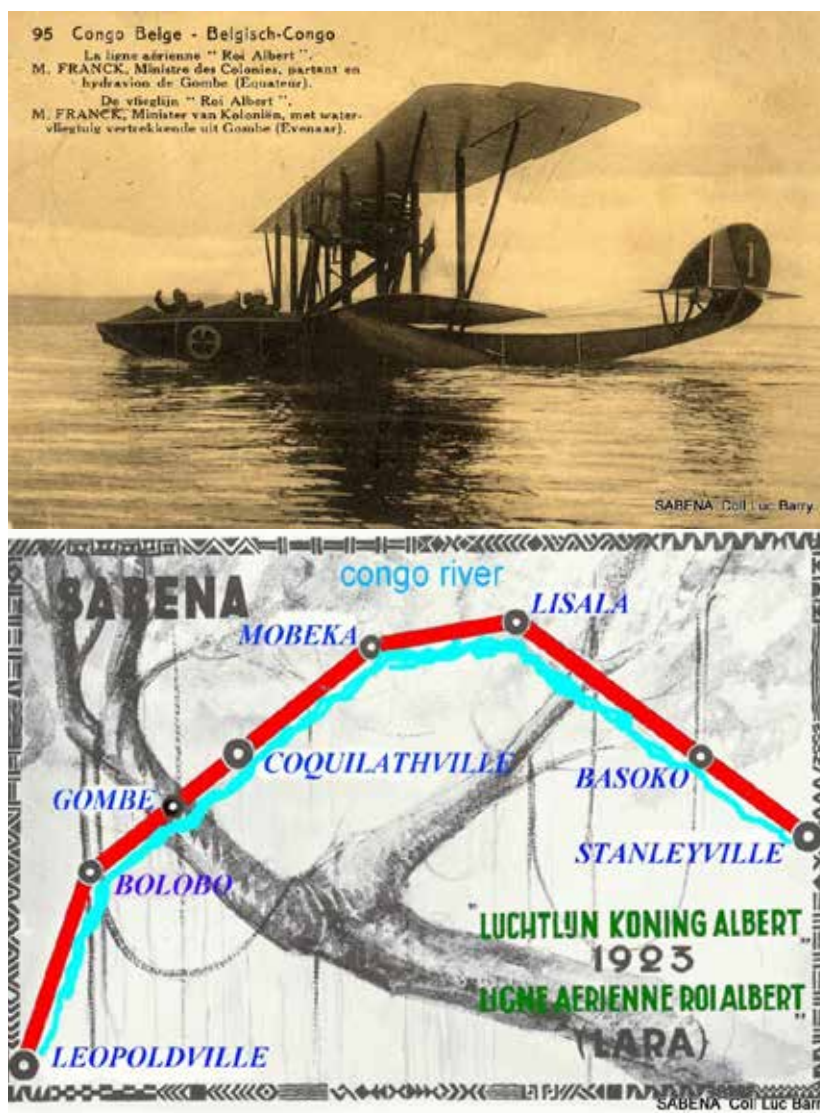 95 Congo Belge - Belgisch-Congo
La ligne aérienne " Roi Albert ".
M. FRANCK, Ministre des Colonies, partant en
hydravion de Gombe (Equateur).
De vlieglijn " Roi Albert ".
M. FRANCK, Minister van Koloniën, met water-
vliegtuig vertrekkende uit Gombe (Evenaar).
1
SABENA Coll Luc Barry
SABENA
congo river
LISALA
MOBEKA
COQUILATHVILLE
BASOKO
GOMBE
STANLEYVILLE
BOLOBO
"LUCHTLIJN KONING ALBERT"
1923
LIGNE AERIENNE ROI ALBERT"
(LARA)
LEOPOLDVILLE
SABENA Coll Luc Barr